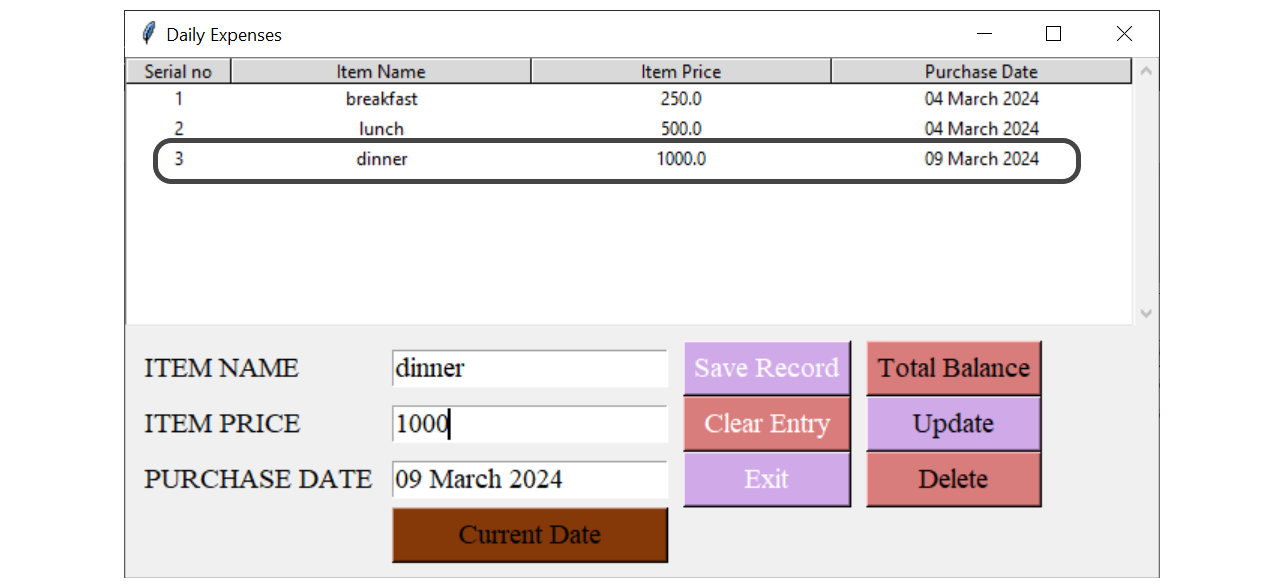 Daily Expenses
Serial no Item Name Item Price Purchase Date
1 breakfast 250.0 04 March 2024
2 lunch 500.0 04 March 2024
3 dinner 1000.0 09 March 2024
ITEM NAME dinner Save Record Total Balance
ITEM PRICE 1000 Clear Entry Update
PURCHASE DATE 09 March 2024 Exit Delete
Current Date